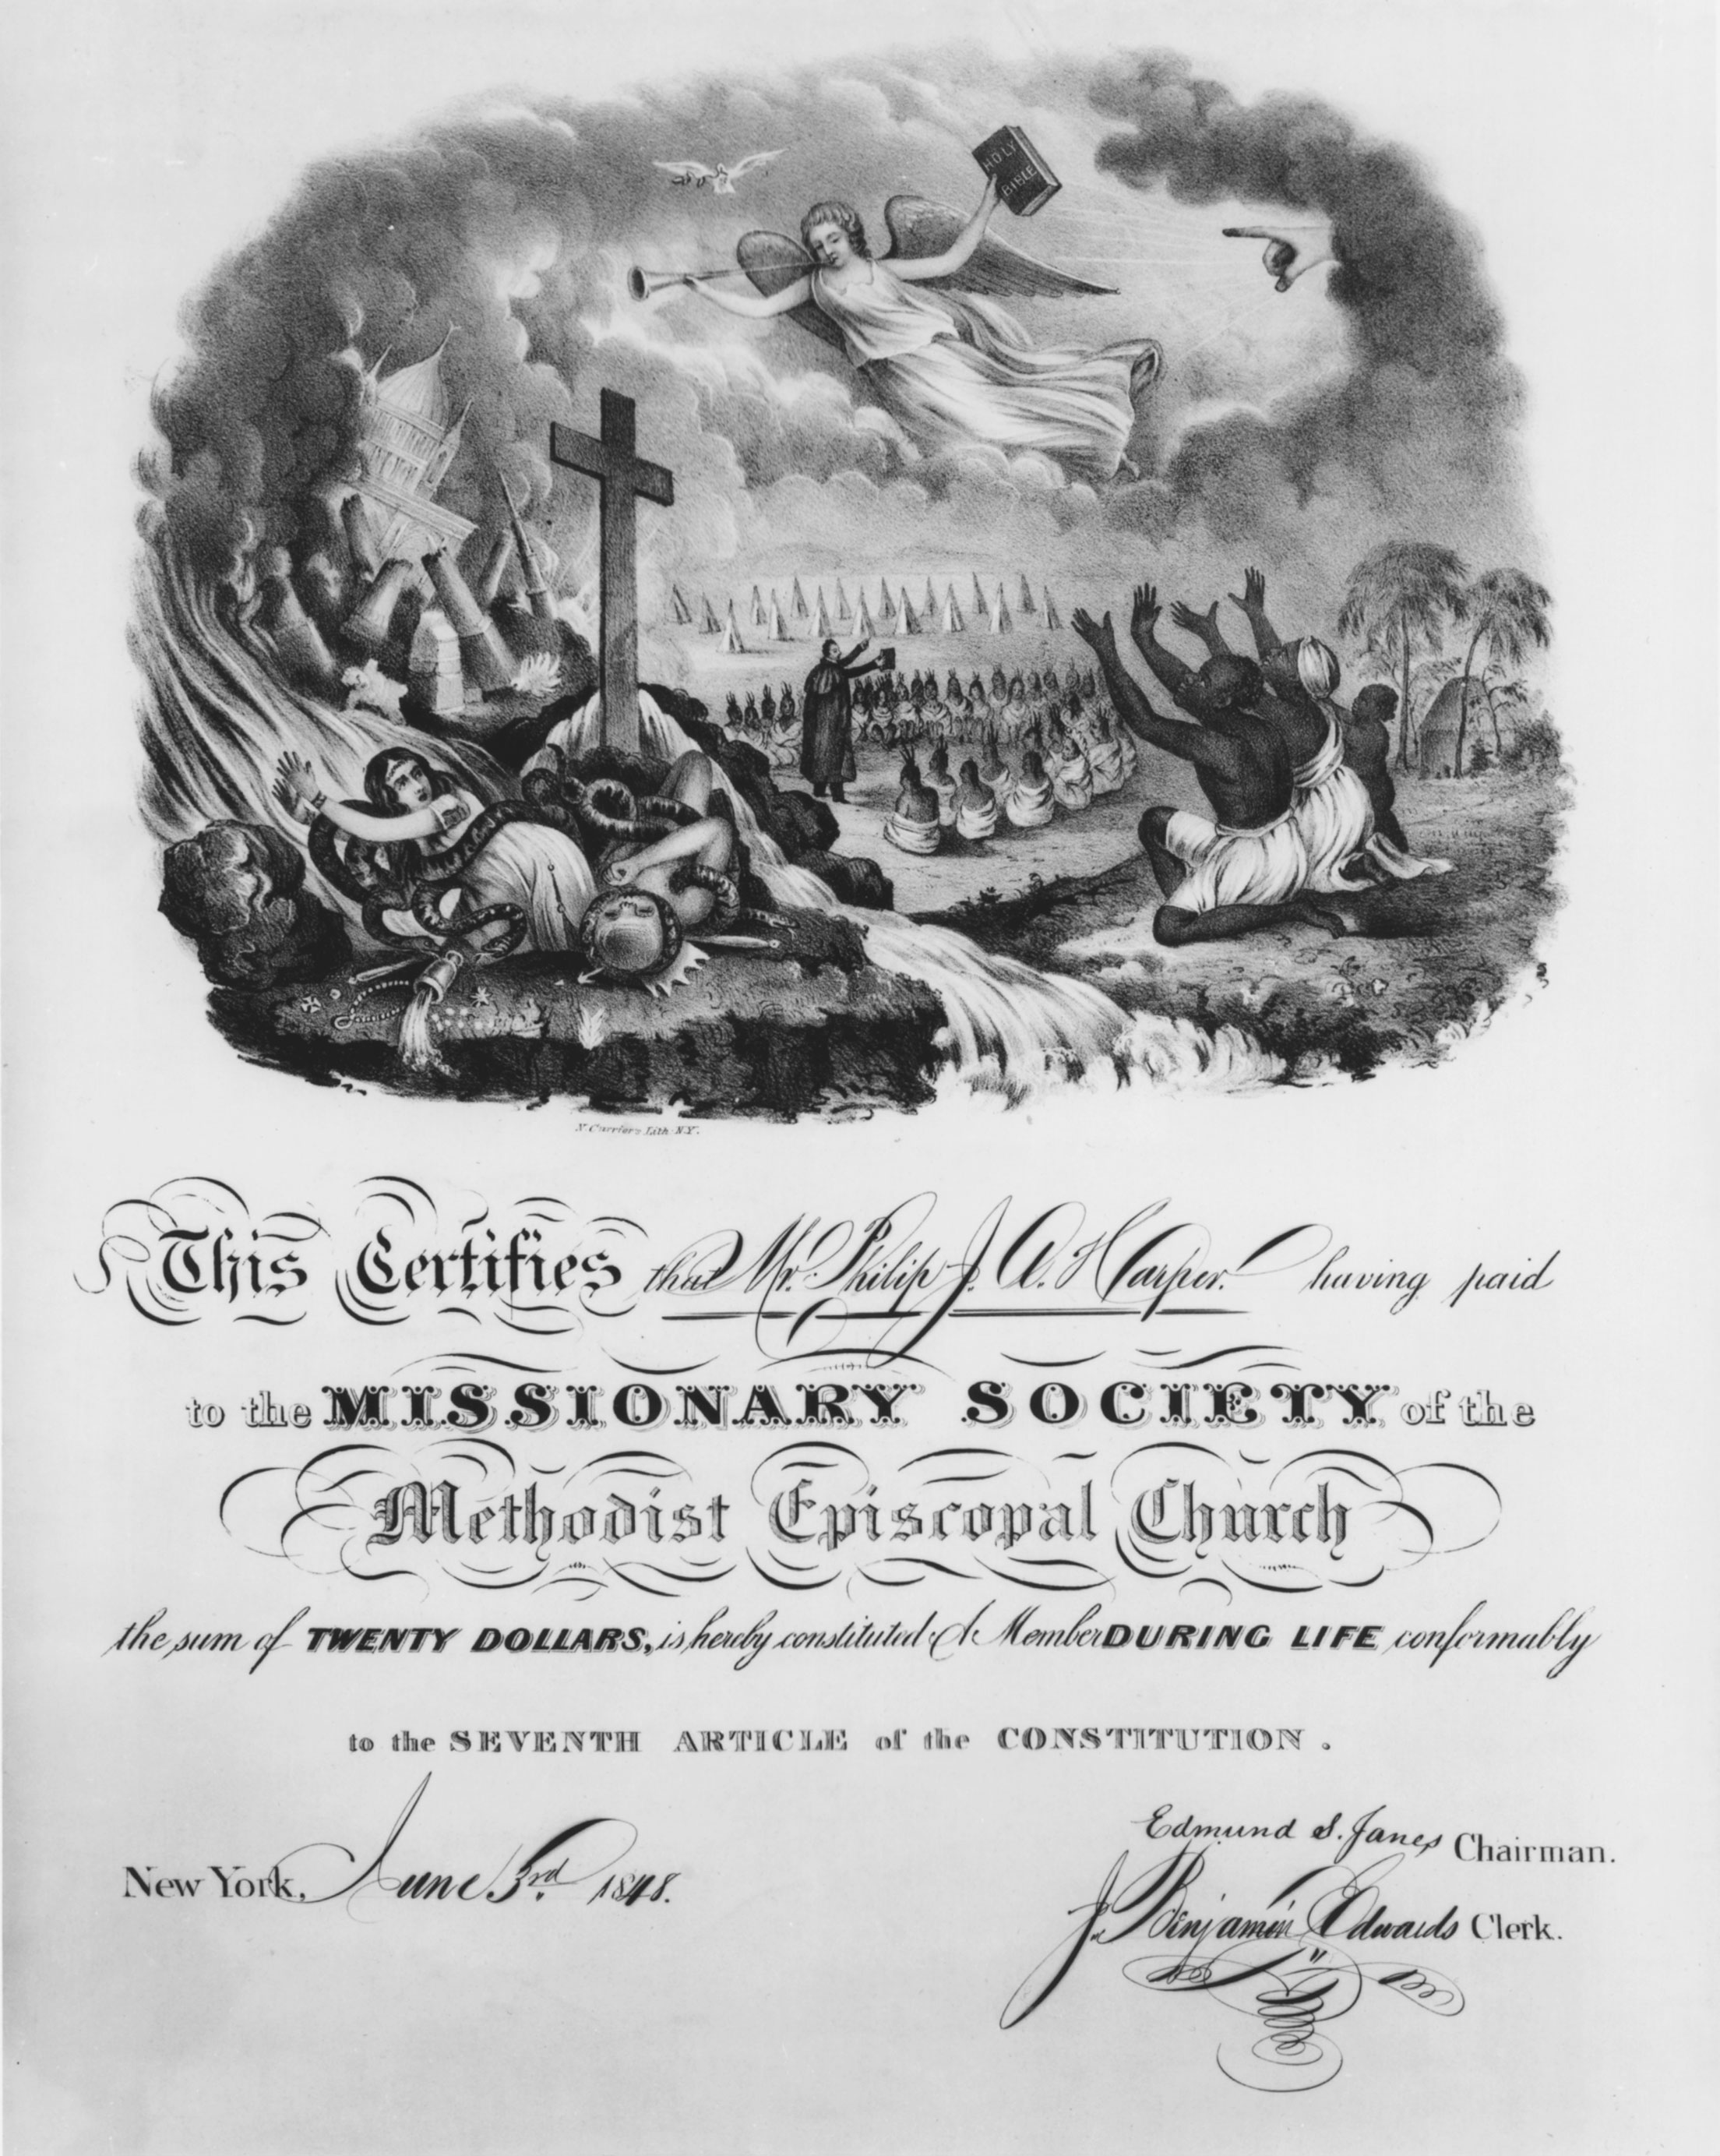 HOLY
BIBLE
N. Currier's Lith. N.Y.
This Certifies that Mr. Philip J. A. Harper. having paid
to the MISSIONARY SOCIETY of the
Methodist Episcopal Church
the sum of TWENTY DOLLARS, is hereby constituted A Member DURING LIFE conformably
to the SEVENTH ARTICLE of the CONSTITUTION.
New York, June 3rd 1848.
Edmund S. Janes Chairman.
J. Benjamin Edwards Clerk.